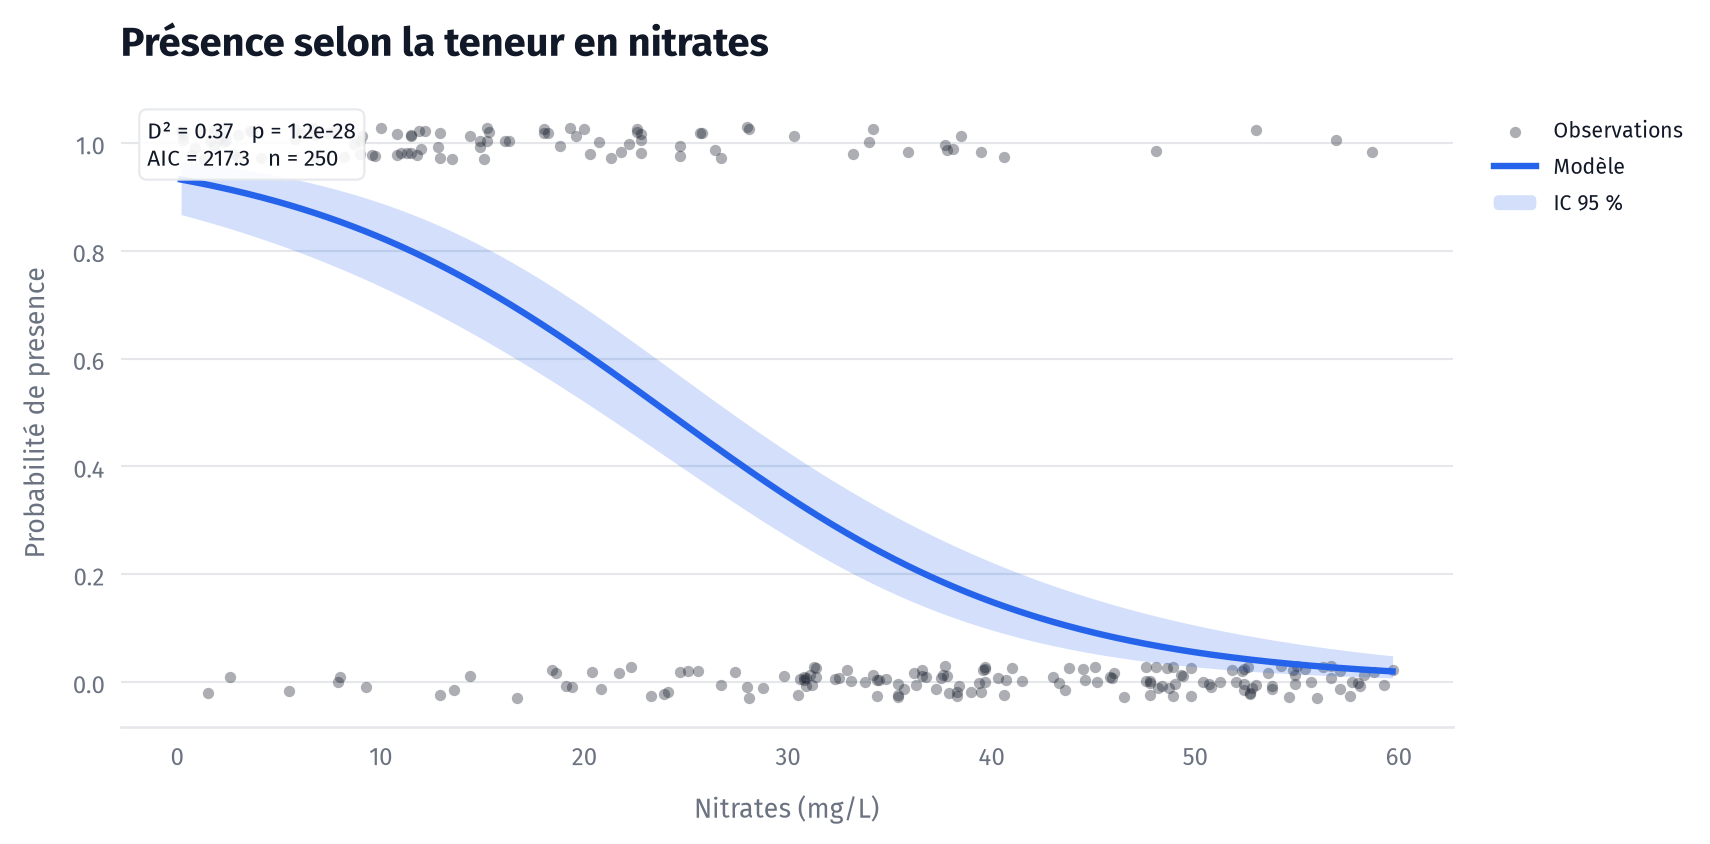 Présence selon la teneur en nitrates
D² = 0.37 p = 1.2e-28
AIC = 217.3 n = 250
Observations
Modèle
IC 95 %
Probabilité de presence
1.0
0.8
0.6
0.4
0.2
0.0
0 10 20 30 40 50 60
Nitrates (mg/L)